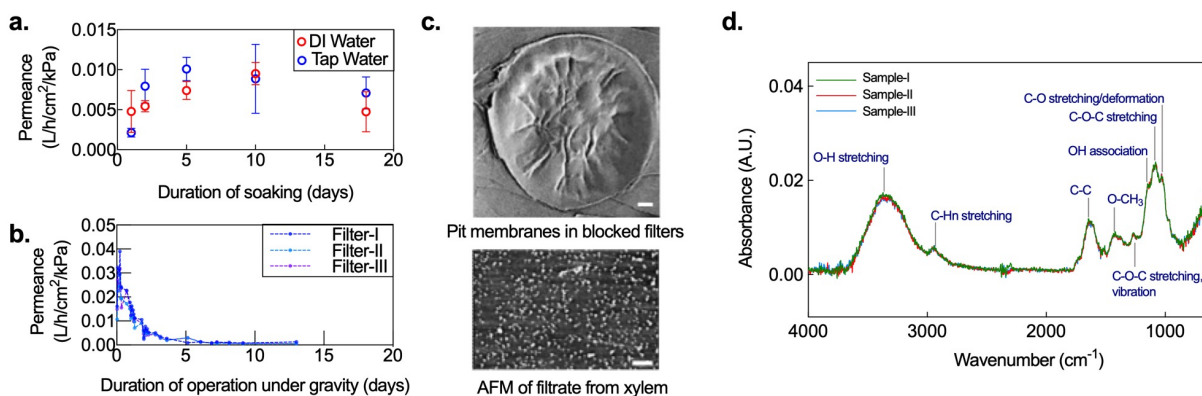 a.
0.015
0.010
0.005
0.000
Permeance
(L/h/cm²/kPa)
DI Water
Tap Water
0
5
10
15
20
Duration of soaking (days)
b.
0.05
0.04
0.03
0.02
0.01
0.00
Permeance
(L/h/cm²/kPa)
Filter-I
Filter-II
Filter-III
0
5
10
15
20
Duration of operation under gravity (days)
c.
Pit membranes in blocked filters
AFM of filtrate from xylem
d.
0.04
0.02
0.00
Absorbance (A.U.)
Sample-I
Sample-II
Sample-III
O-H stretching
C-Hn stretching
C-C
O-CH₃
OH association
C-O-C stretching
C-O stretching/deformation
C-O-C stretching,
vibration
4000
3000
2000
1000
Wavenumber (cm⁻¹)